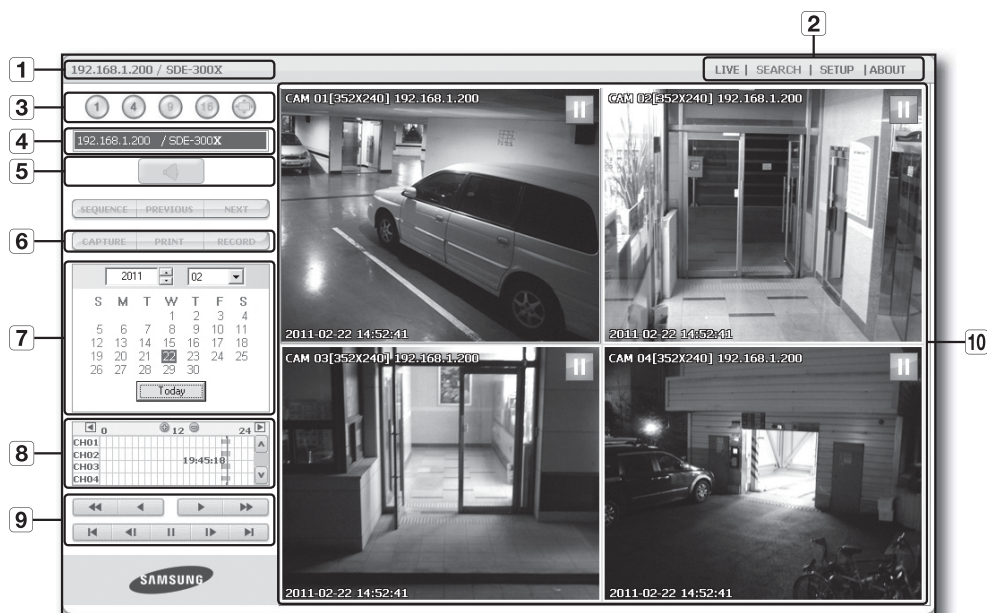 2
1
192.168.1.200 / SDE-300X
LIVE | SEARCH | SETUP | ABOUT
3
1 4 9 16
4
192.168.1.200 / SDE-300X
5
SEQUENCE PREVIOUS NEXT
6
CAPTURE PRINT RECORD
7
2011 02
S M T W T F S
1 2 3 4
5 6 7 8 9 10 11
12 13 14 15 16 17 18
19 20 21 22 23 24 25
26 27 28 29 30
Today
8
0 12 24
CH01
CH02
19:45:18
CH03
CH04
9
SAMSUNG
CAM 01[352X240] 192.168.1.200
2011-02-22 14:52:41
CAM 02[352X240] 192.168.1.200
2011-02-22 14:52:41
CAM 03[352X240] 192.168.1.200
2011-02-22 14:52:41
CAM 04[352X240] 192.168.1.200
2011-02-22 14:52:41
10